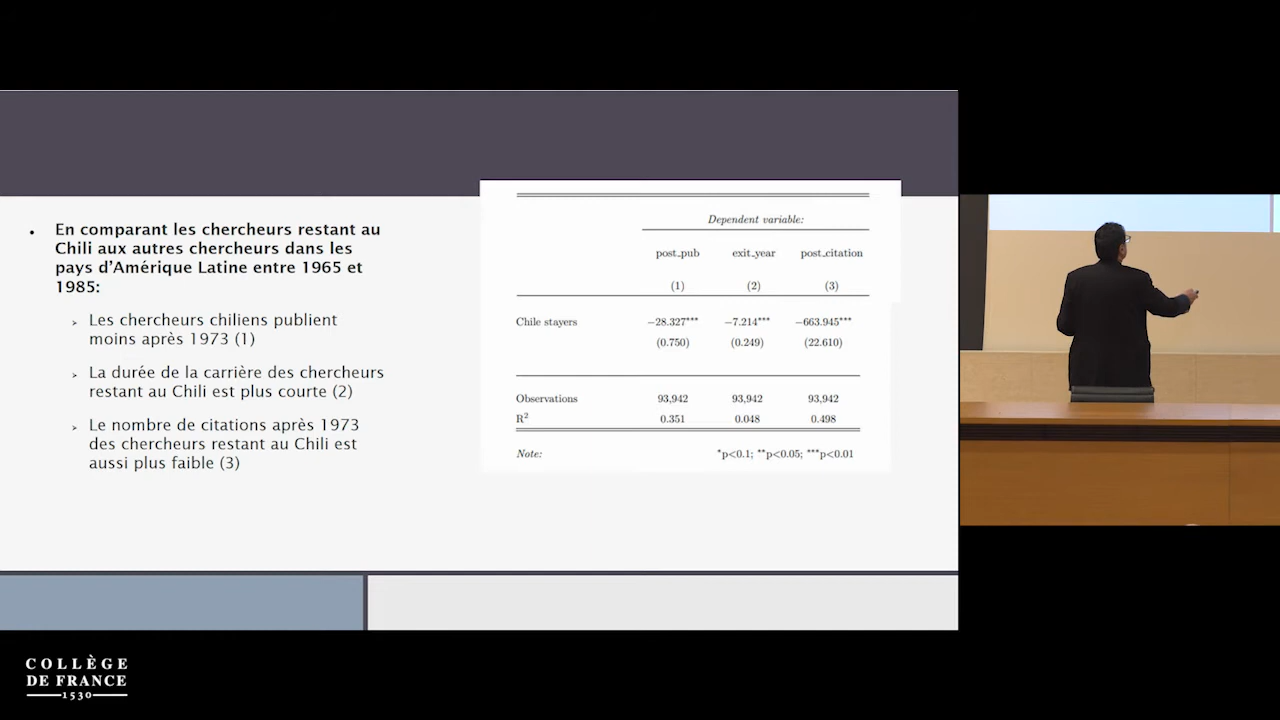 • En comparant les chercheurs restant au
Chili aux autres chercheurs dans les
pays d'Amérique Latine entre 1965 et
1985:
➢ Les chercheurs chiliens publient
moins après 1973 (1)
➢ La durée de la carrière des chercheurs
restant au Chili est plus courte (2)
➢ Le nombre de citations après 1973
des chercheurs restant au Chili est
aussi plus faible (3)
Dependent variable:
post_pub exit_year post_citation
(1) (2) (3)
Chile stayers −28.327*** −7.214*** −663.945***
(0.750) (0.249) (22.610)
Observations 93,942 93,942 93,942
R² 0.351 0.048 0.498
Note: *p<0.1; **p<0.05; ***p<0.01
COLLÈGE
DE FRANCE
1530